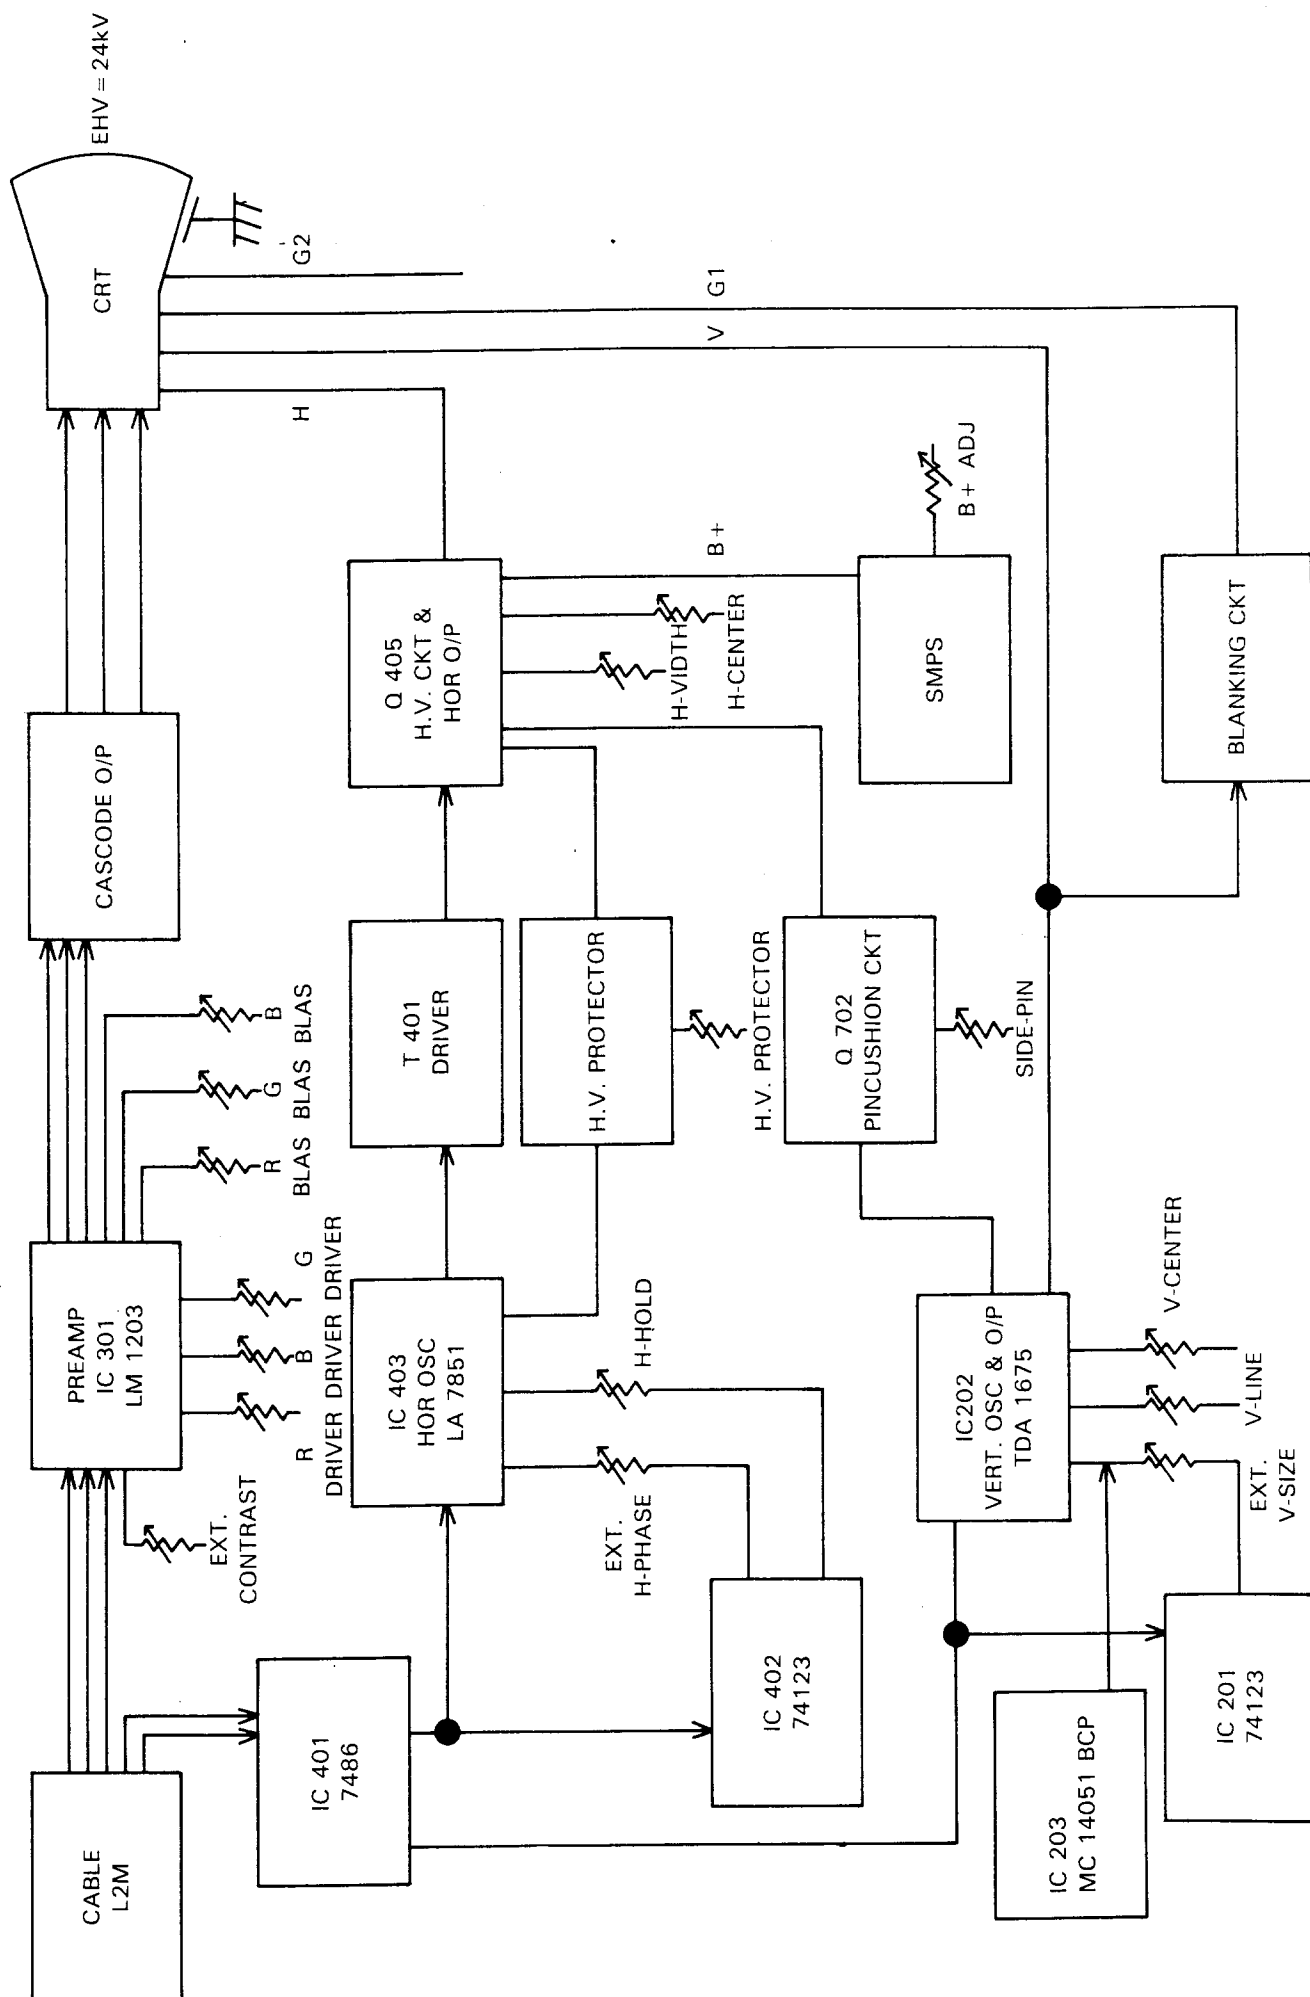 CABLE
L2M
PREAMP
IC 301
LM 1203
CASCODE O/P
CRT
EHV = 24kV
EXT.
CONTRAST
R
B
G
DRIVER DRIVER DRIVER
R
G
B
BLAS BLAS BLAS
H
G2
IC 401
7486
IC 403
HOR OSC
LA 7851
T 401
DRIVER
Q 405
H.V. CKT &
HOR O/P
H.V. PROTECTOR
EXT.
H-PHASE
H-HOLD
H-VIDTH
H-CENTER
B+
V
G1
IC 402
74123
H.V. PROTECTOR
Q 702
PINCUSHION CKT
SMPS
B+ ADJ
SIDE-PIN
IC202
VERT. OSC & O/P
TDA 1675
IC 203
MC 14051 BCP
V-CENTER
V-LINE
EXT.
V-SIZE
IC 201
74123
BLANKING CKT